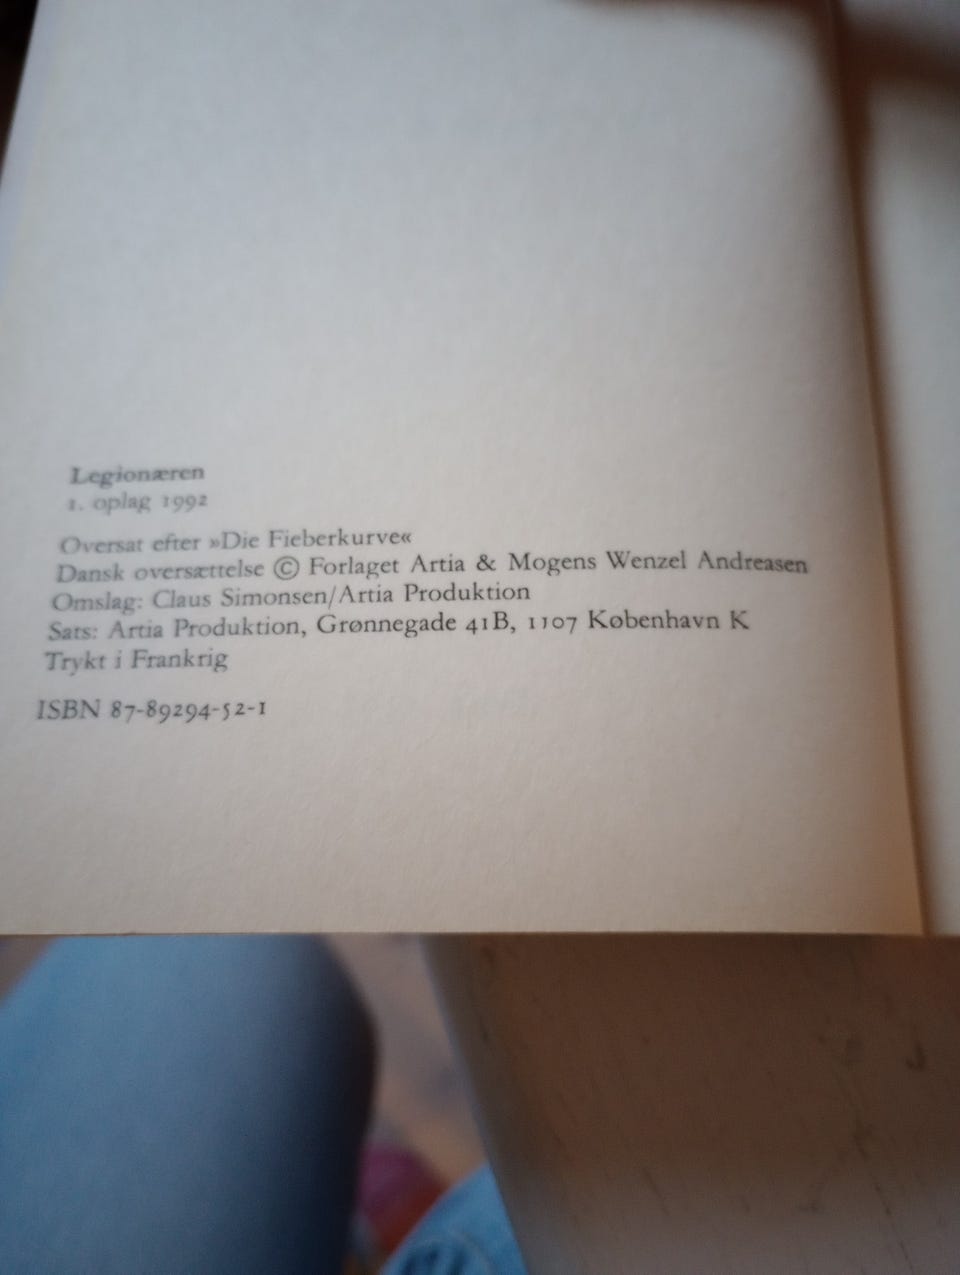 Legionæren
1. oplag 1992
Oversat efter »Die Fieberkurve«
Dansk oversættelse © Forlaget Artia & Mogens Wenzel Andreasen
Omslag: Claus Simonsen/Artia Produktion
Sats: Artia Produktion, Grønnegade 41B, 1107 København K
Trykt i Frankrig
ISBN 87-89294-52-1